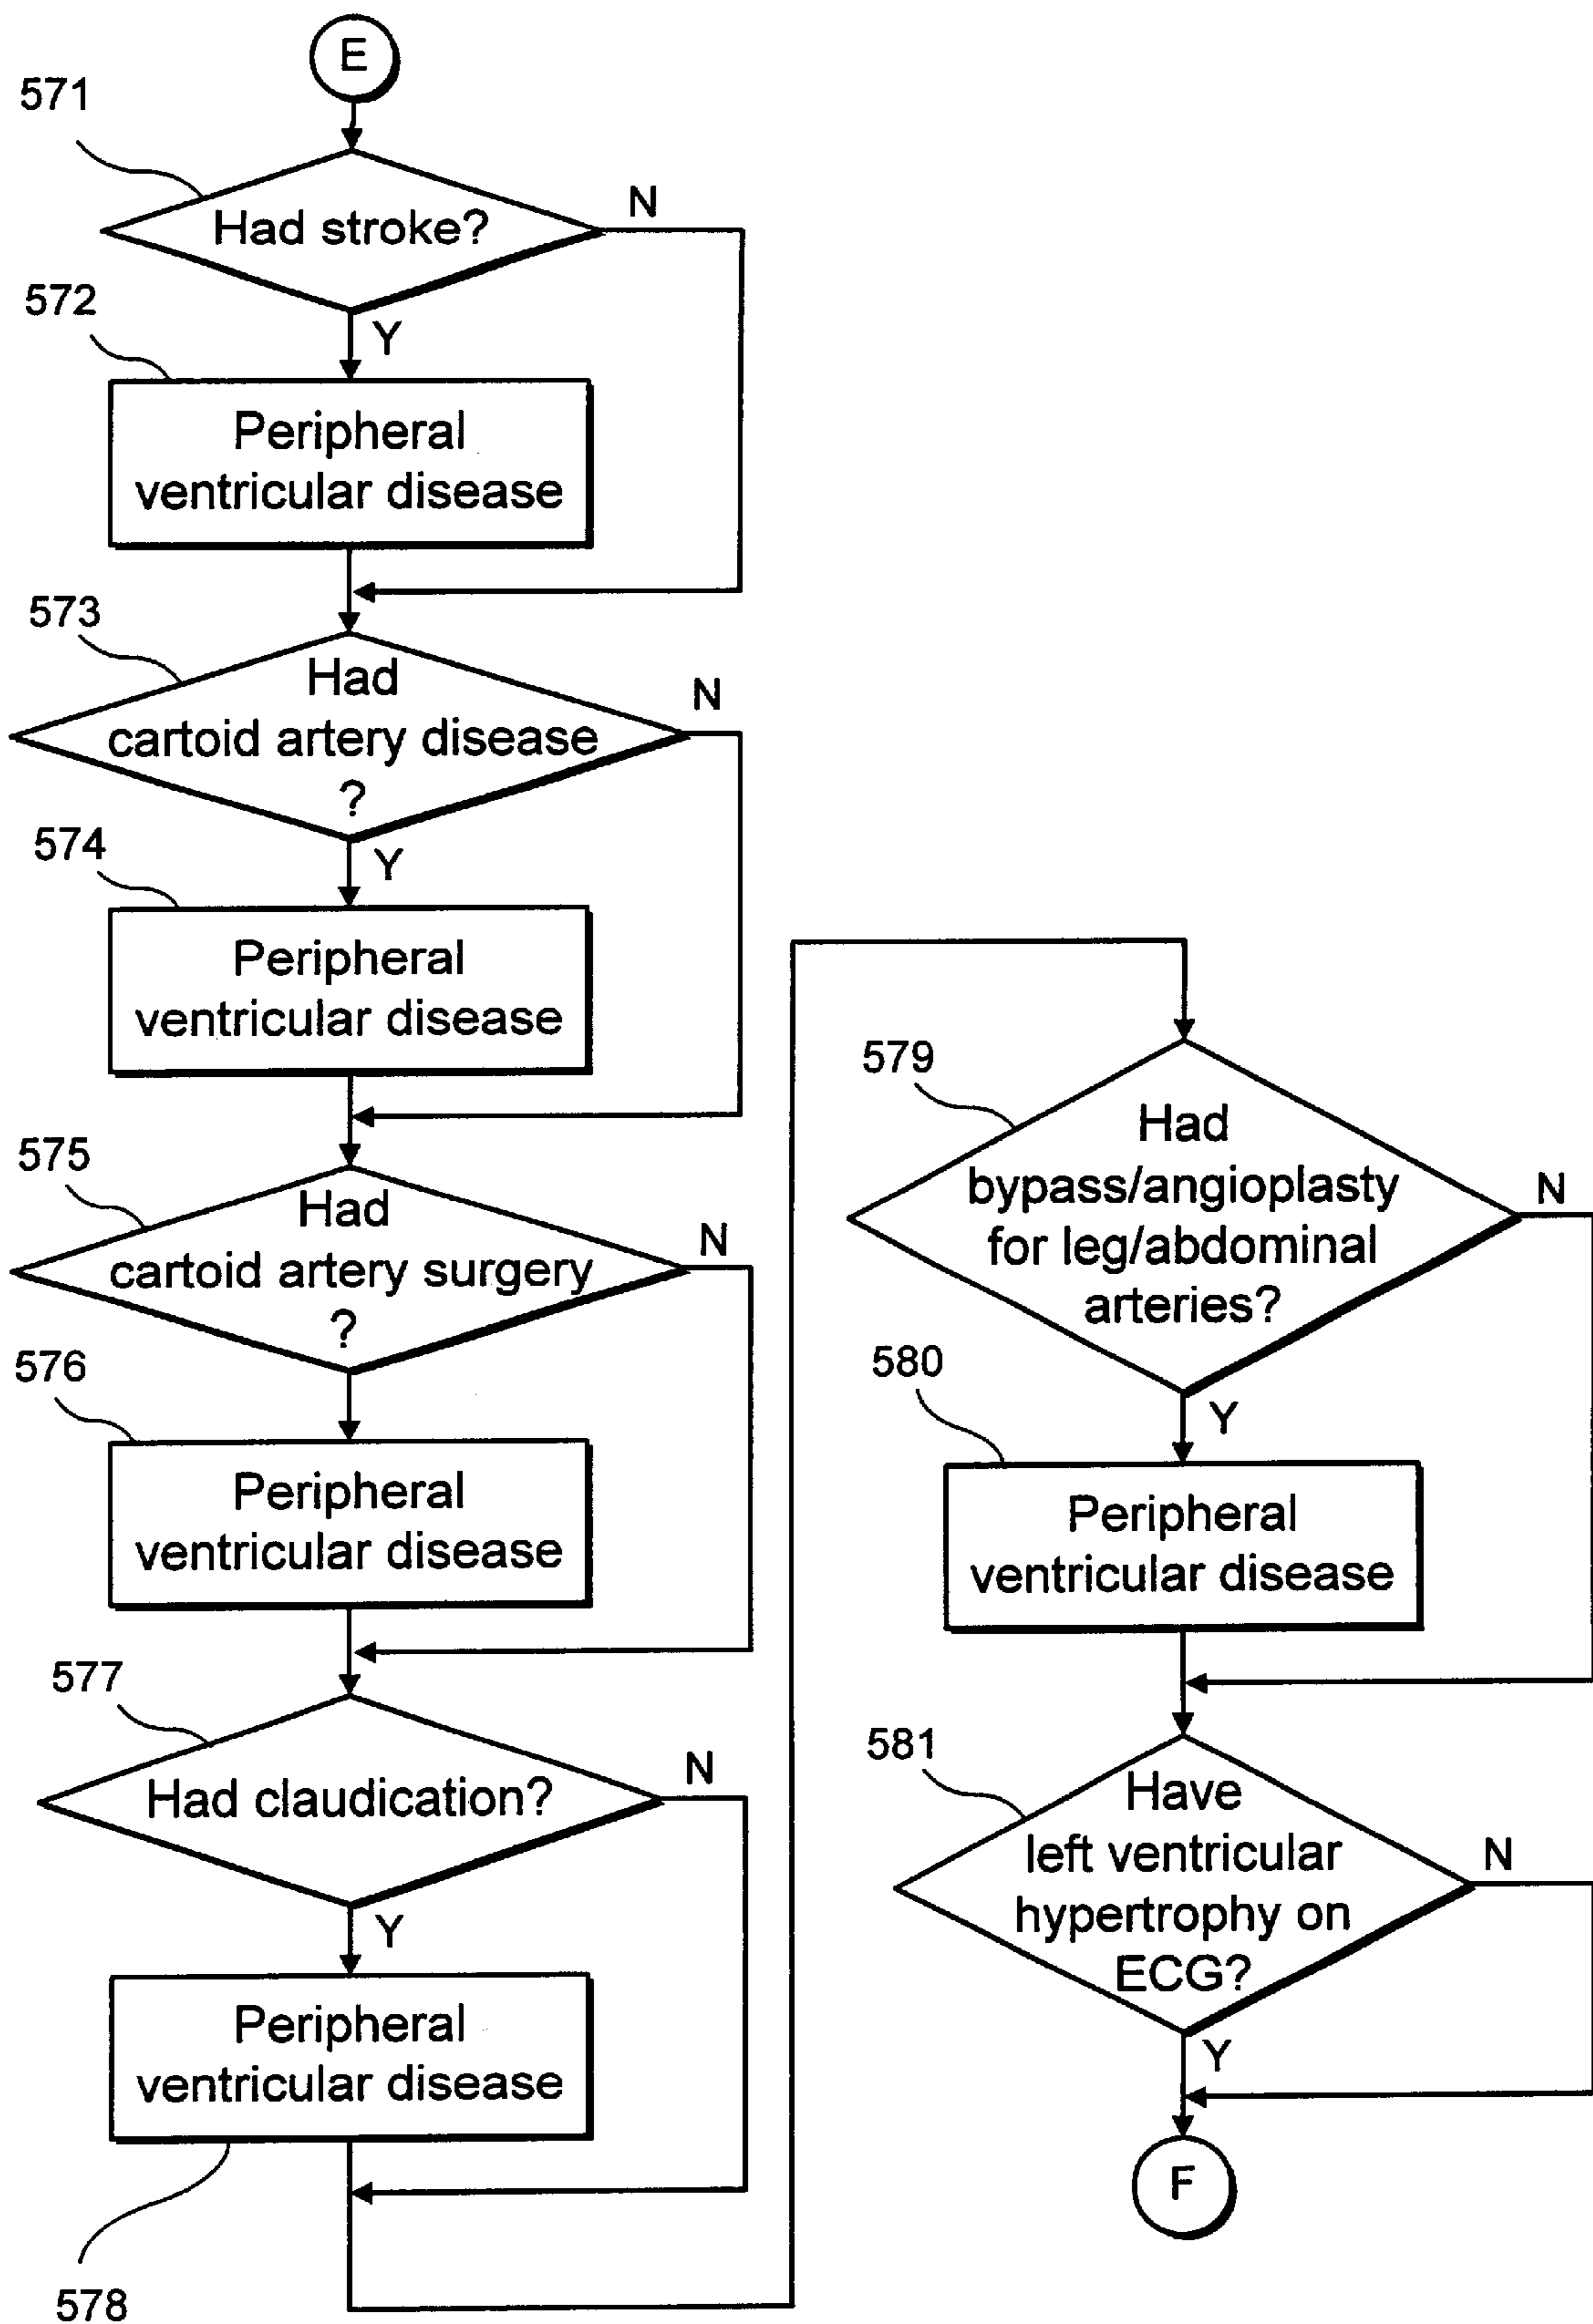 E
571
Had stroke?
N
Y
572
Peripheral
ventricular disease
573
Had
cartoid artery disease
?
N
Y
574
Peripheral
ventricular disease
575
Had
cartoid artery surgery
?
N
576
Peripheral
ventricular disease
577
Had claudication?
N
Y
Peripheral
ventricular disease
578
579
Had
bypass/angioplasty
for leg/abdominal
arteries?
N
Y
580
Peripheral
ventricular disease
581
Have
left ventricular
hypertrophy on
ECG?
N
Y
F